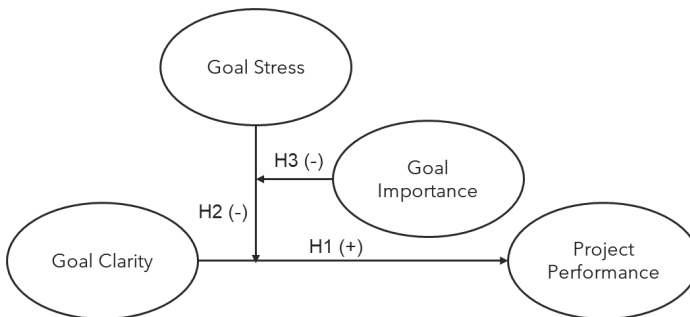 Goal Stress
H3 (-)
Goal
Importance
H2 (-)
Goal Clarity
H1 (+)
Project
Performance